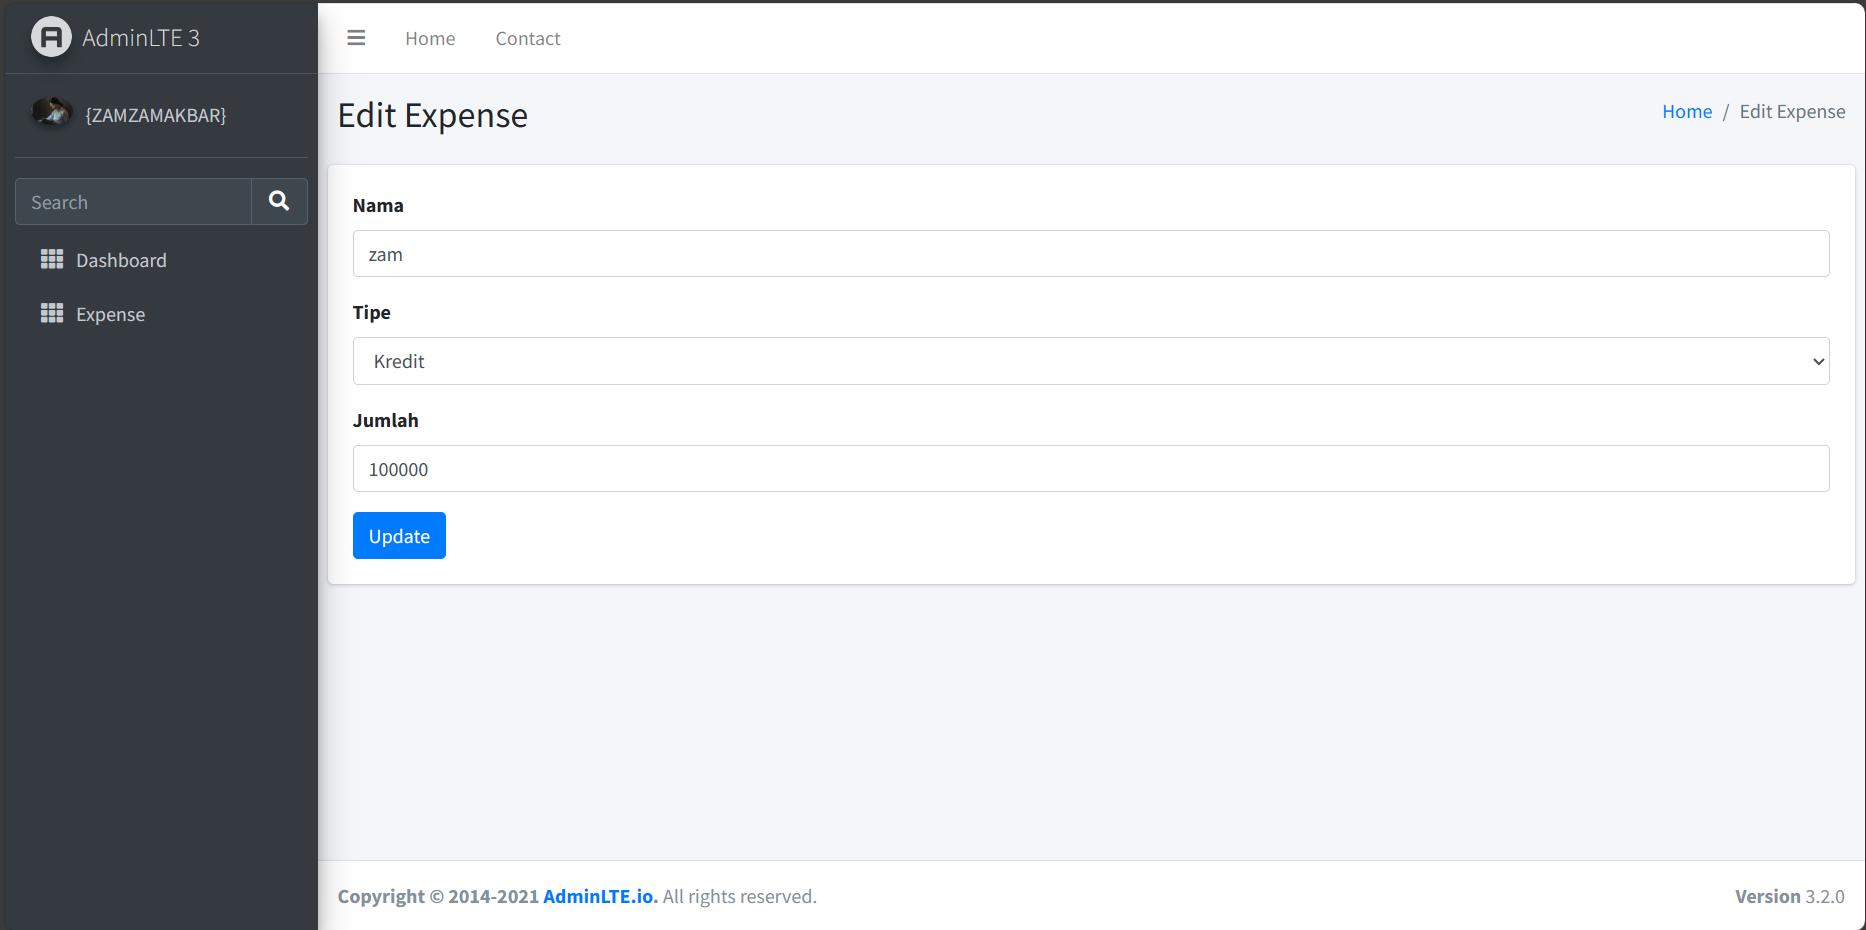 AdminLTE 3
{ZAMZAMAKBAR}
Search
Dashboard
Expense
Home
Contact
Edit Expense
Home / Edit Expense
Nama
zam
Tipe
Kredit
Jumlah
100000
Update
Copyright © 2014-2021 AdminLTE.io. All rights reserved.
Version 3.2.0